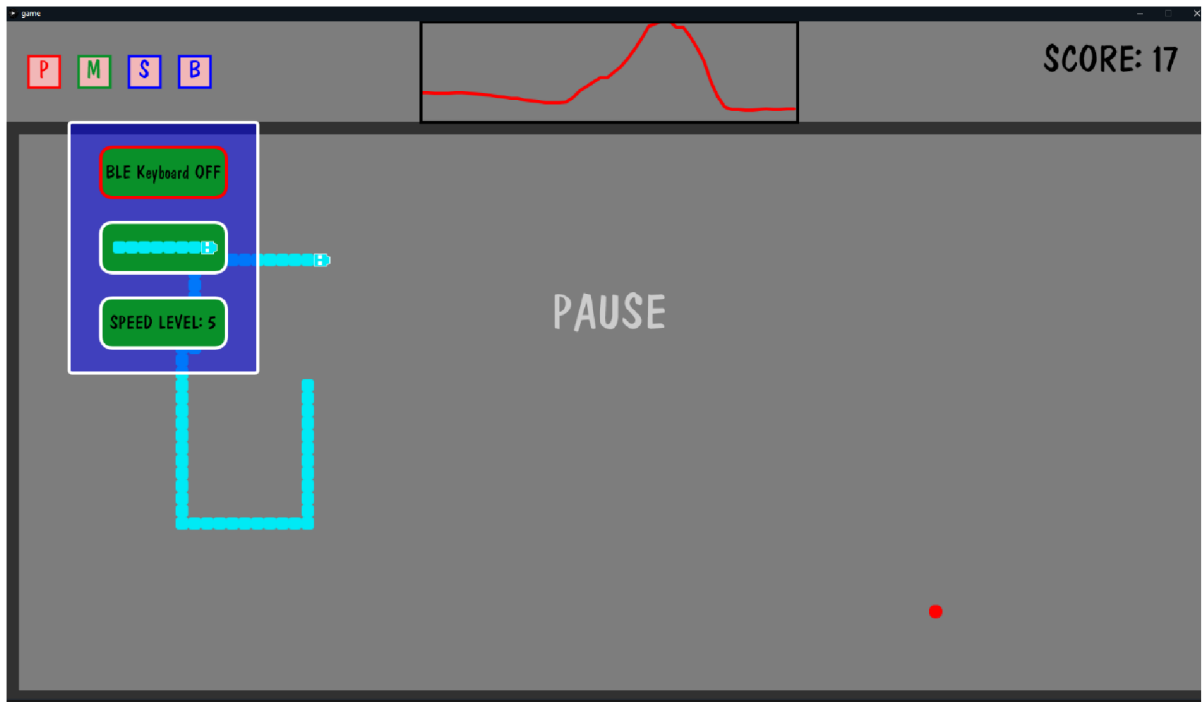 game
P M S B
SCORE: 17
BLE Keyboard OFF
SPEED LEVEL: 5
PAUSE